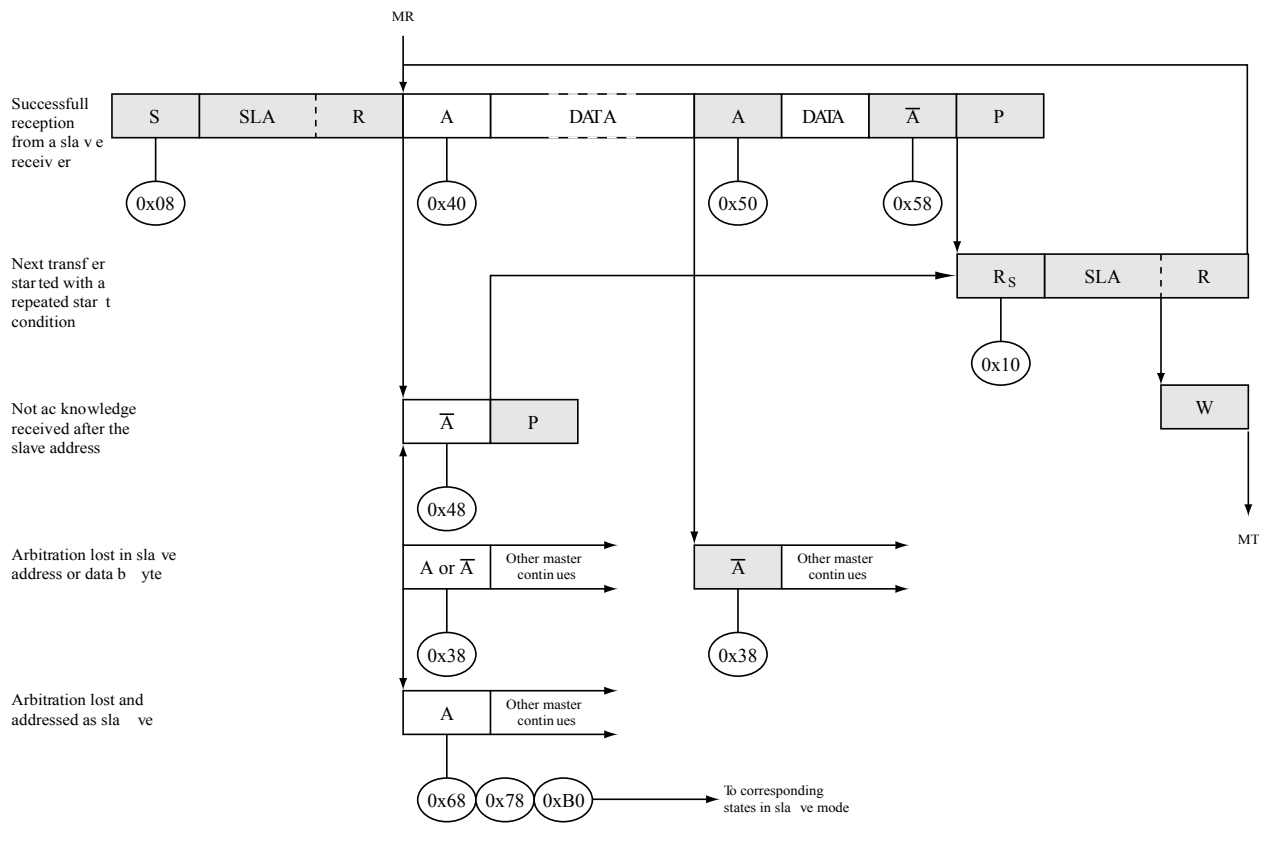 MR
Successfull
reception
from a sla v e
receiv er
S SLA R A DATA A DATA A̅ P
0x08 0x40 0x50 0x58
Next transf er
star ted with a
repeated star t
condition
RS SLA R
0x10
Not ac knowledge
received after the
slave address
A̅ P
W
0x48
MT
Arbitration lost in sla ve
address or data b yte
A or A̅ Other master
contin ues
A̅ Other master
contin ues
0x38 0x38
Arbitration lost and
addressed as sla ve
A Other master
contin ues
0x68 0x78 0xB0
To corresponding
states in sla ve mode